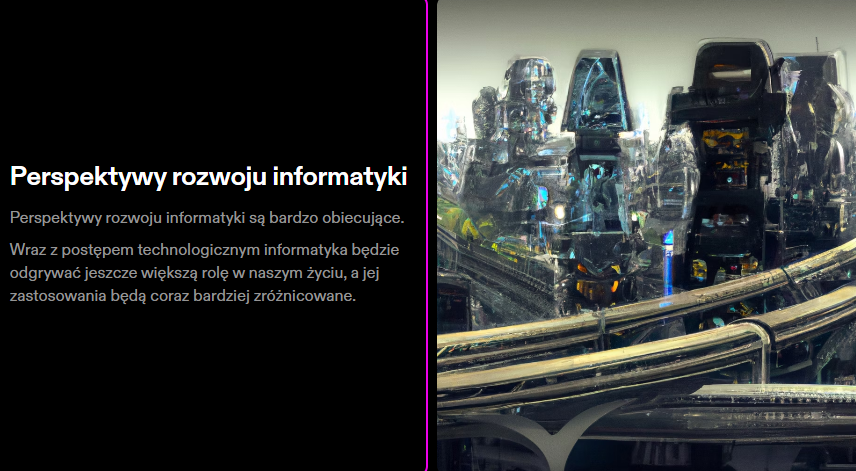 Perspektywy rozwoju informatyki
Perspektywy rozwoju informatyki są bardzo obiecujące.
Wraz z postępem technologicznym informatyka będzie
odgrywać jeszcze większą rolę w naszym życiu, a jej
zastosowania będą coraz bardziej zróżnicowane.